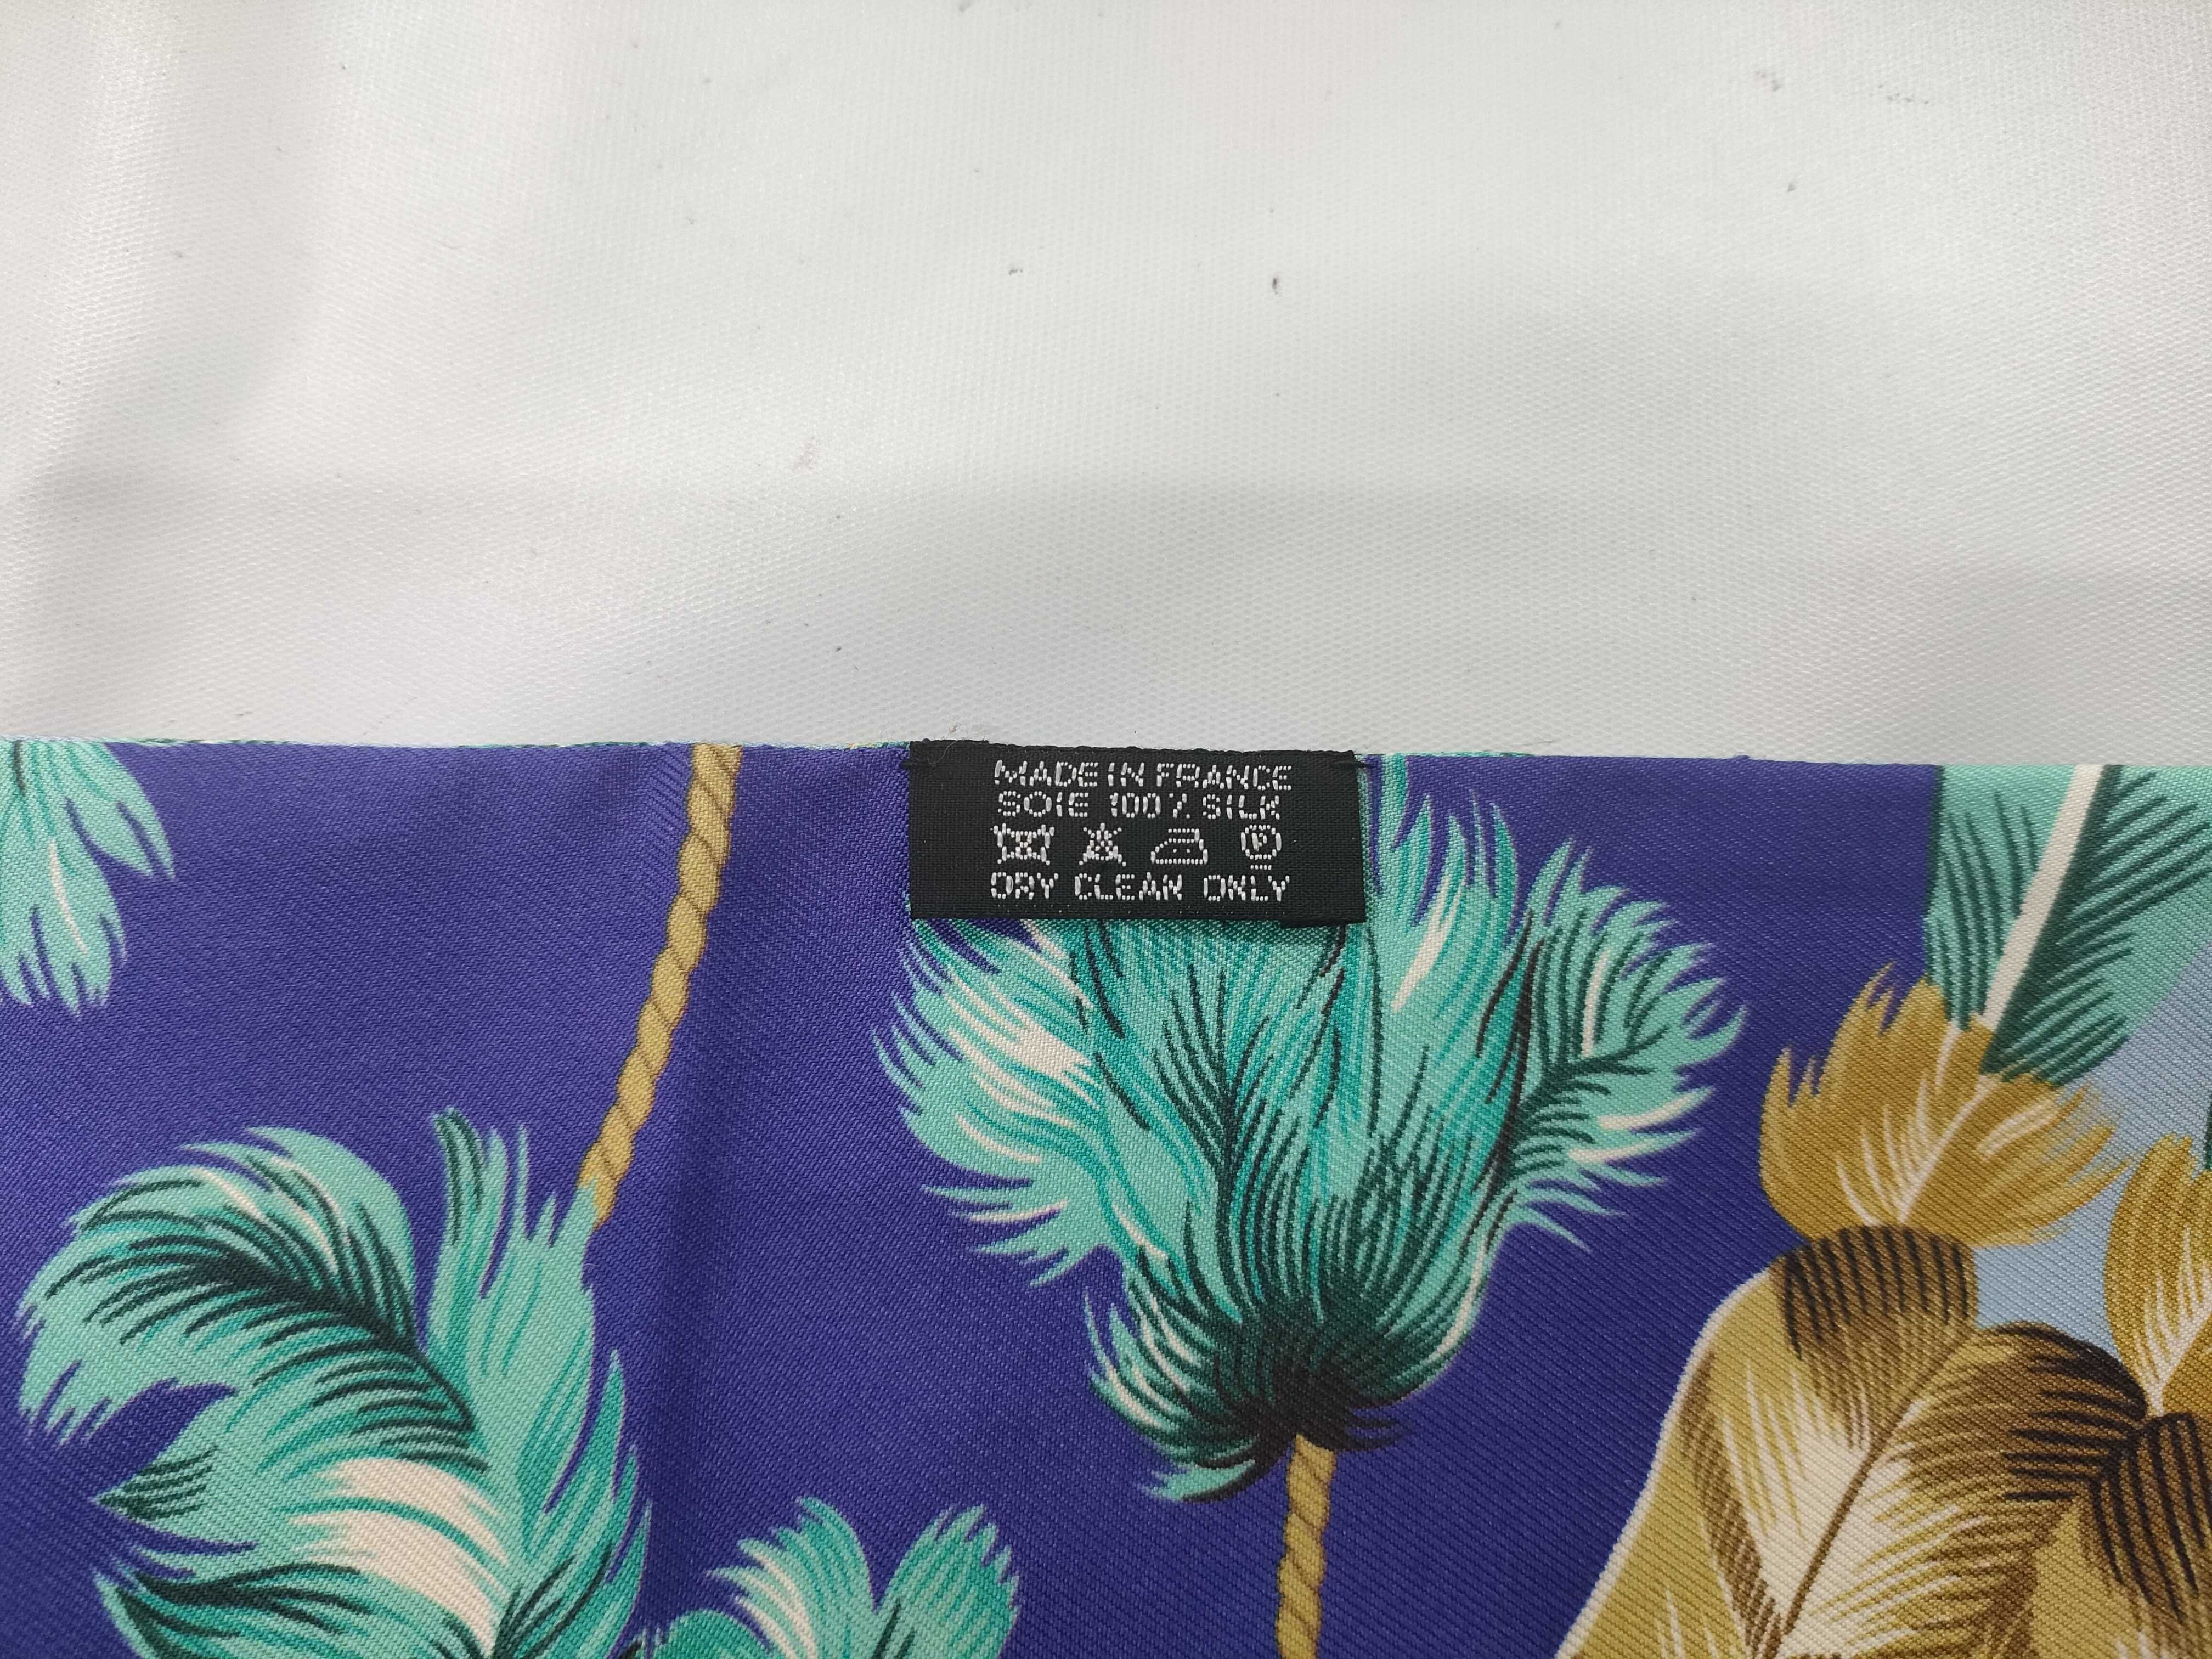 MADE IN FRANCE
SOIE 100% SILK
P
DRY CLEAN ONLY